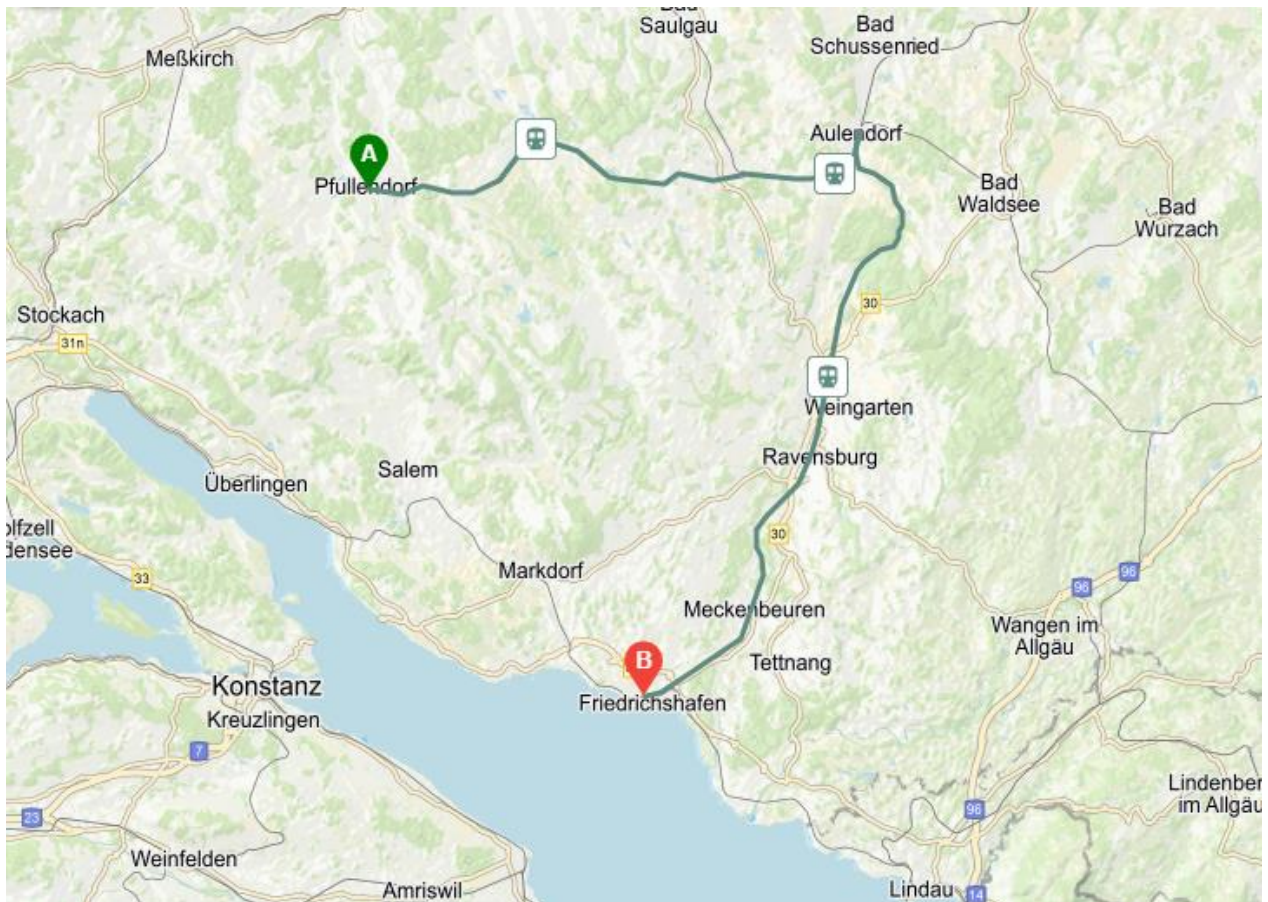 Bad
Saulgau
Bad
Schussenried
Meßkirch
Aulendorf
A
Pfullendorf
Bad
Waldsee
Bad
Wurzach
30
Stockach
31n
Weingarten
Ravensburg
Salem
Überlingen
olfzell
densee
30
33
Markdorf
96
96
Meckenbeuren
Wangen im
Allgäu
B
Tettnang
Konstanz
Friedrichshafen
Kreuzlingen
7
23
96
Lindenber
im Allgäu
Weinfelden
Amriswil
Lindau
14